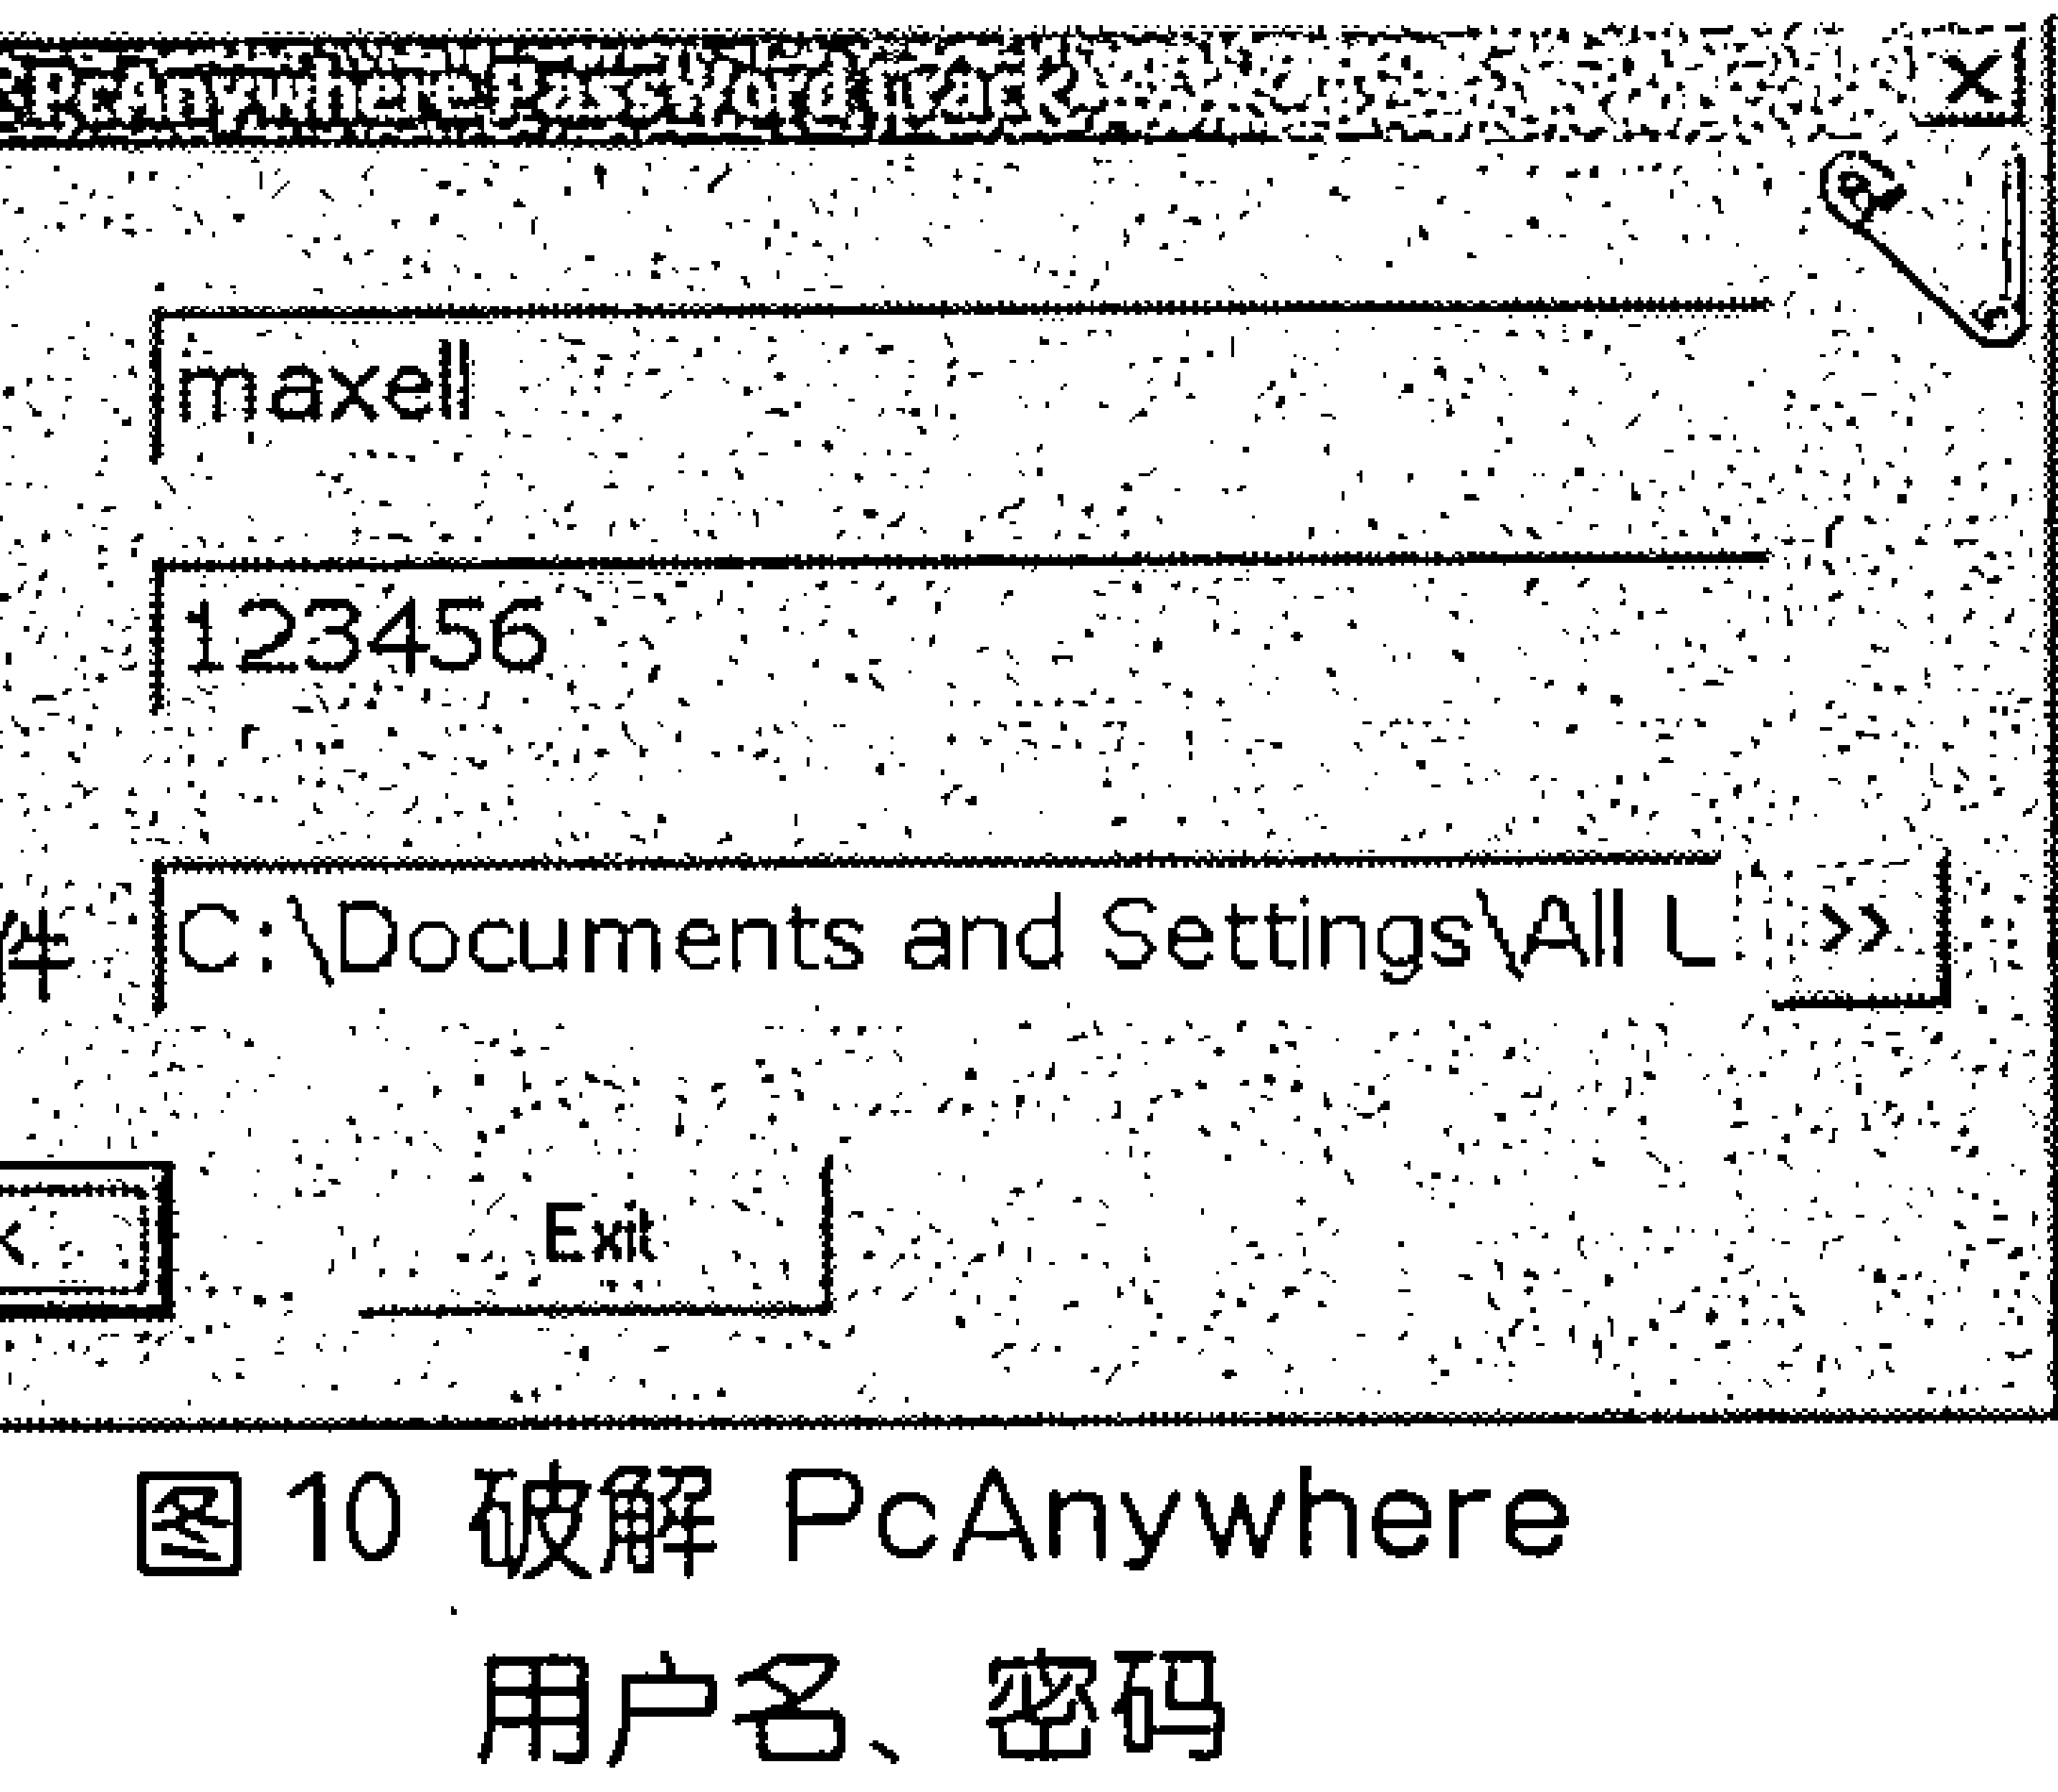 PcAnywhere PassWord Crack
maxell
123456
件 C:\Documents and Settings\All U >>
Exit
图 10 破解 PcAnywhere
用户名、密码